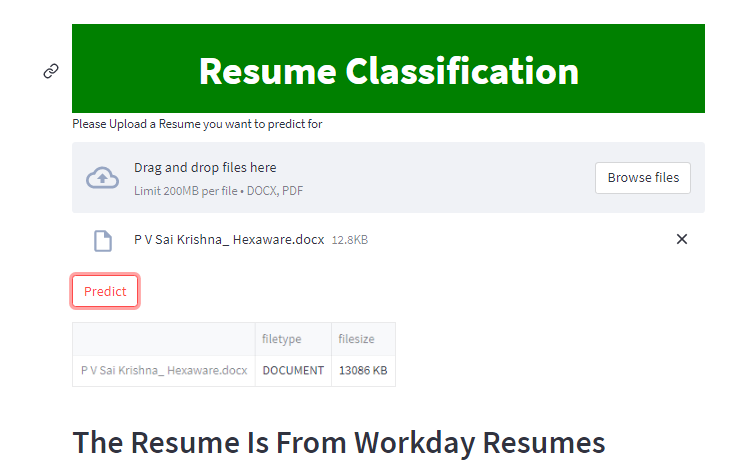 Resume Classification
Please Upload a Resume you want to predict for
Drag and drop files here
Limit 200MB per file • DOCX, PDF
Browse files
P V Sai Krishna_ Hexaware.docx 12.8KB
Predict
filetype filesize
P V Sai Krishna_ Hexaware.docx DOCUMENT 13086 KB
The Resume Is From Workday Resumes